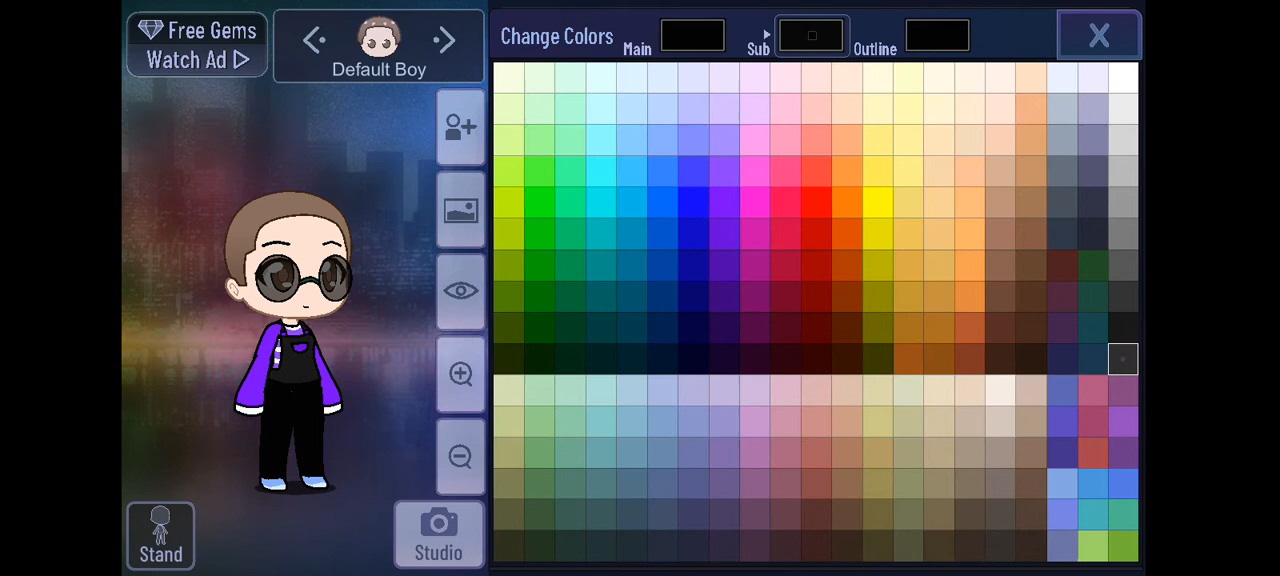 Free Gems
Watch Ad
Default Boy
Change Colors
Main
Sub
Outline
X
Stand
Studio